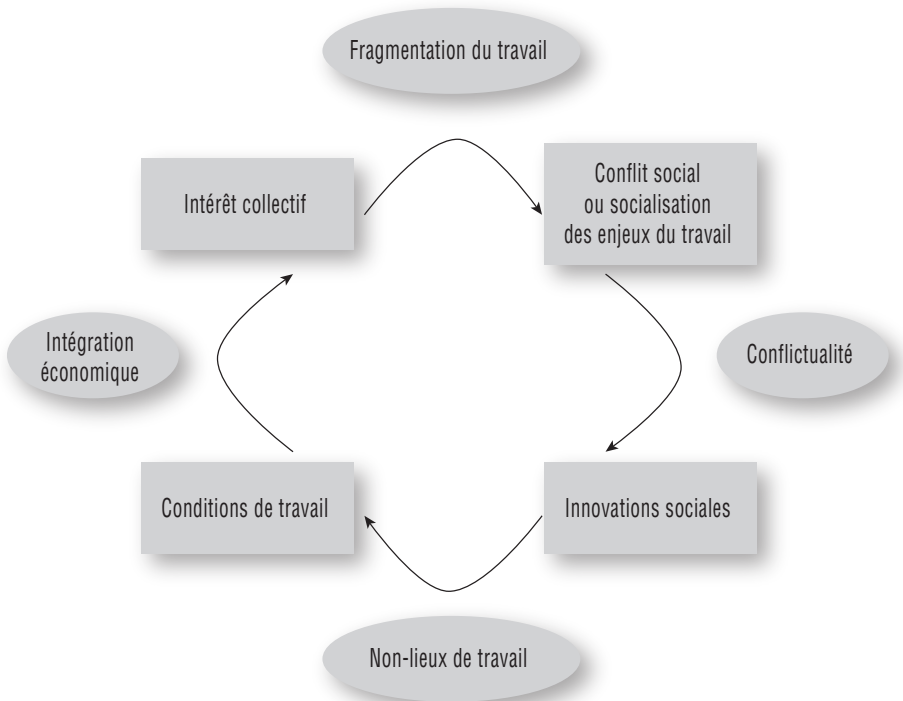 Fragmentation du travail
Intérêt collectif
Conflit social
ou socialisation
des enjeux du travail
Intégration
économique
Conflictualité
Conditions de travail
Innovations sociales
Non-lieux de travail